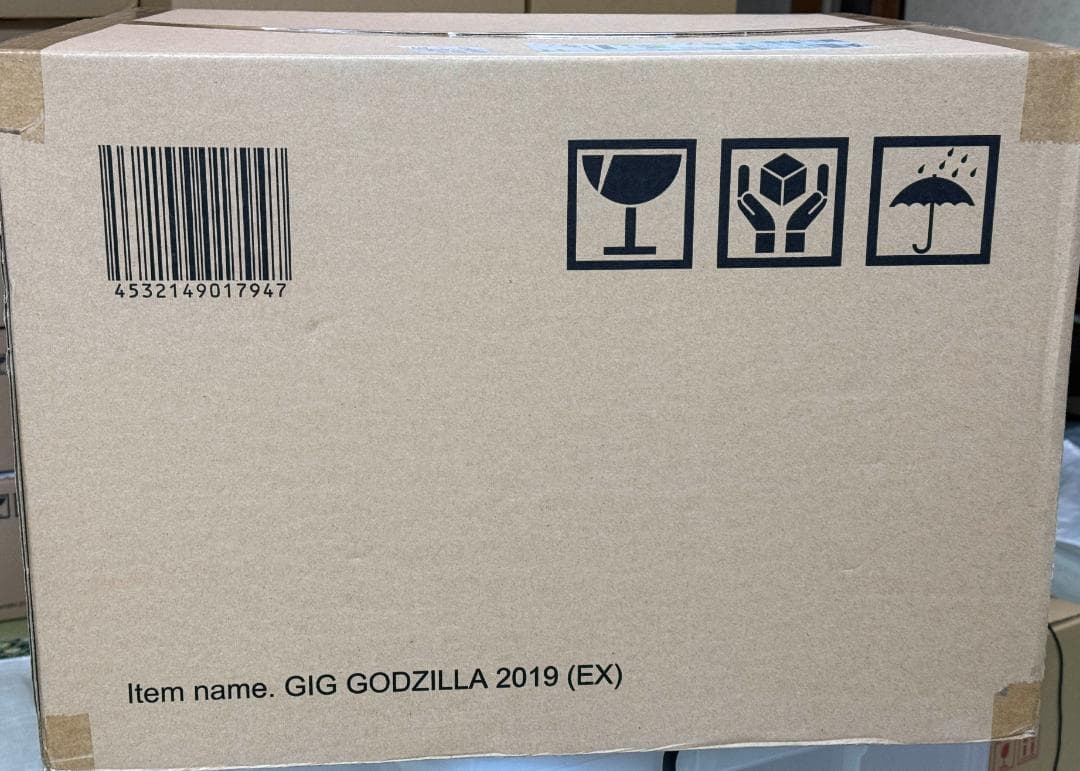 4532149017947
Item name. GIG GODZILLA 2019 (EX)